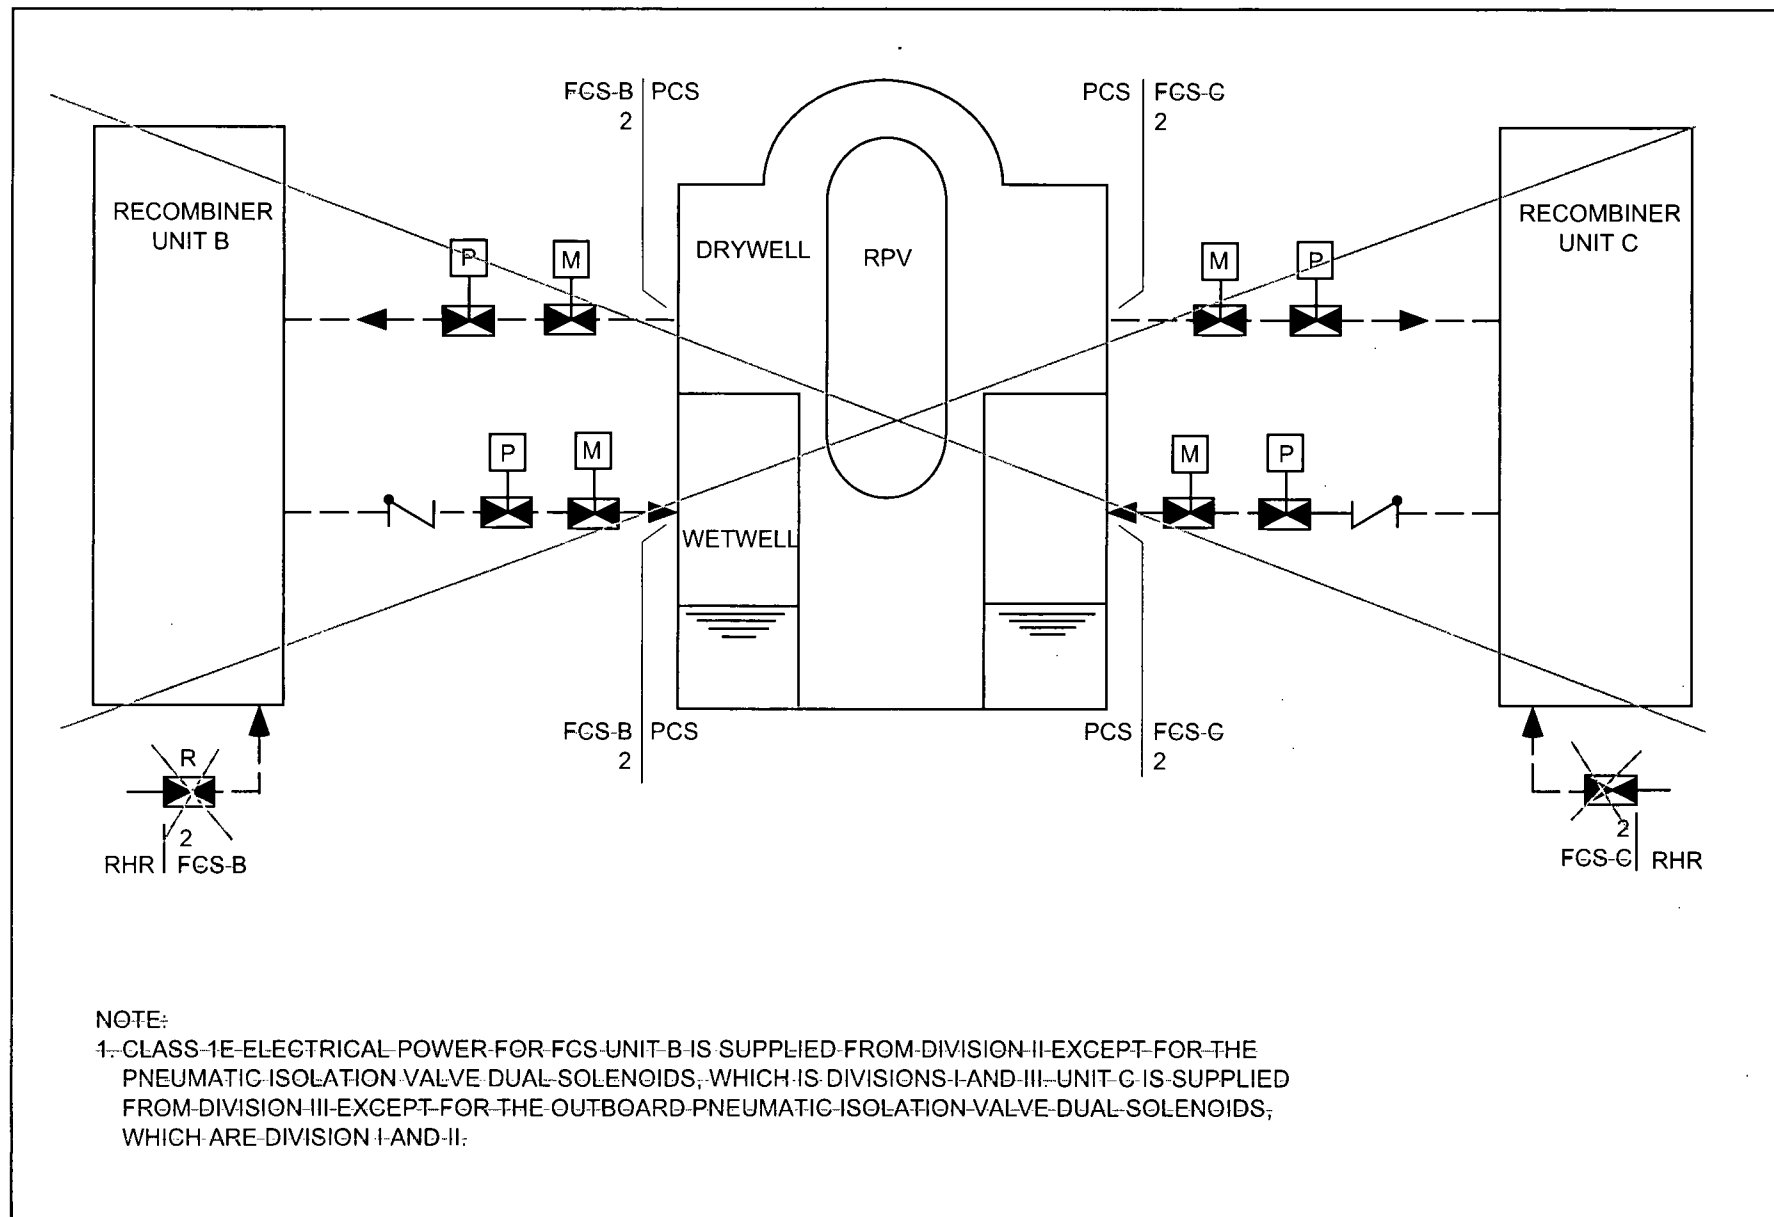 FCS-B PCS
2
PCS FCS-C
2
RECOMBINER
UNIT B
RECOMBINER
UNIT C
P
M
DRYWELL
RPV
M
P
P
M
M
P
WETWELL
FCS-B PCS
2
PCS FCS-C
2
R
2
RHR FCS-B
2
FCS-C RHR
NOTE:
1. CLASS 1E ELECTRICAL POWER FOR FCS UNIT B IS SUPPLIED FROM DIVISION II EXCEPT FOR THE
PNEUMATIC ISOLATION VALVE DUAL SOLENOIDS, WHICH IS DIVISIONS I AND III. UNIT C IS SUPPLIED
FROM DIVISION III EXCEPT FOR THE OUTBOARD PNEUMATIC ISOLATION VALVE DUAL SOLENOIDS,
WHICH ARE DIVISION I AND II.